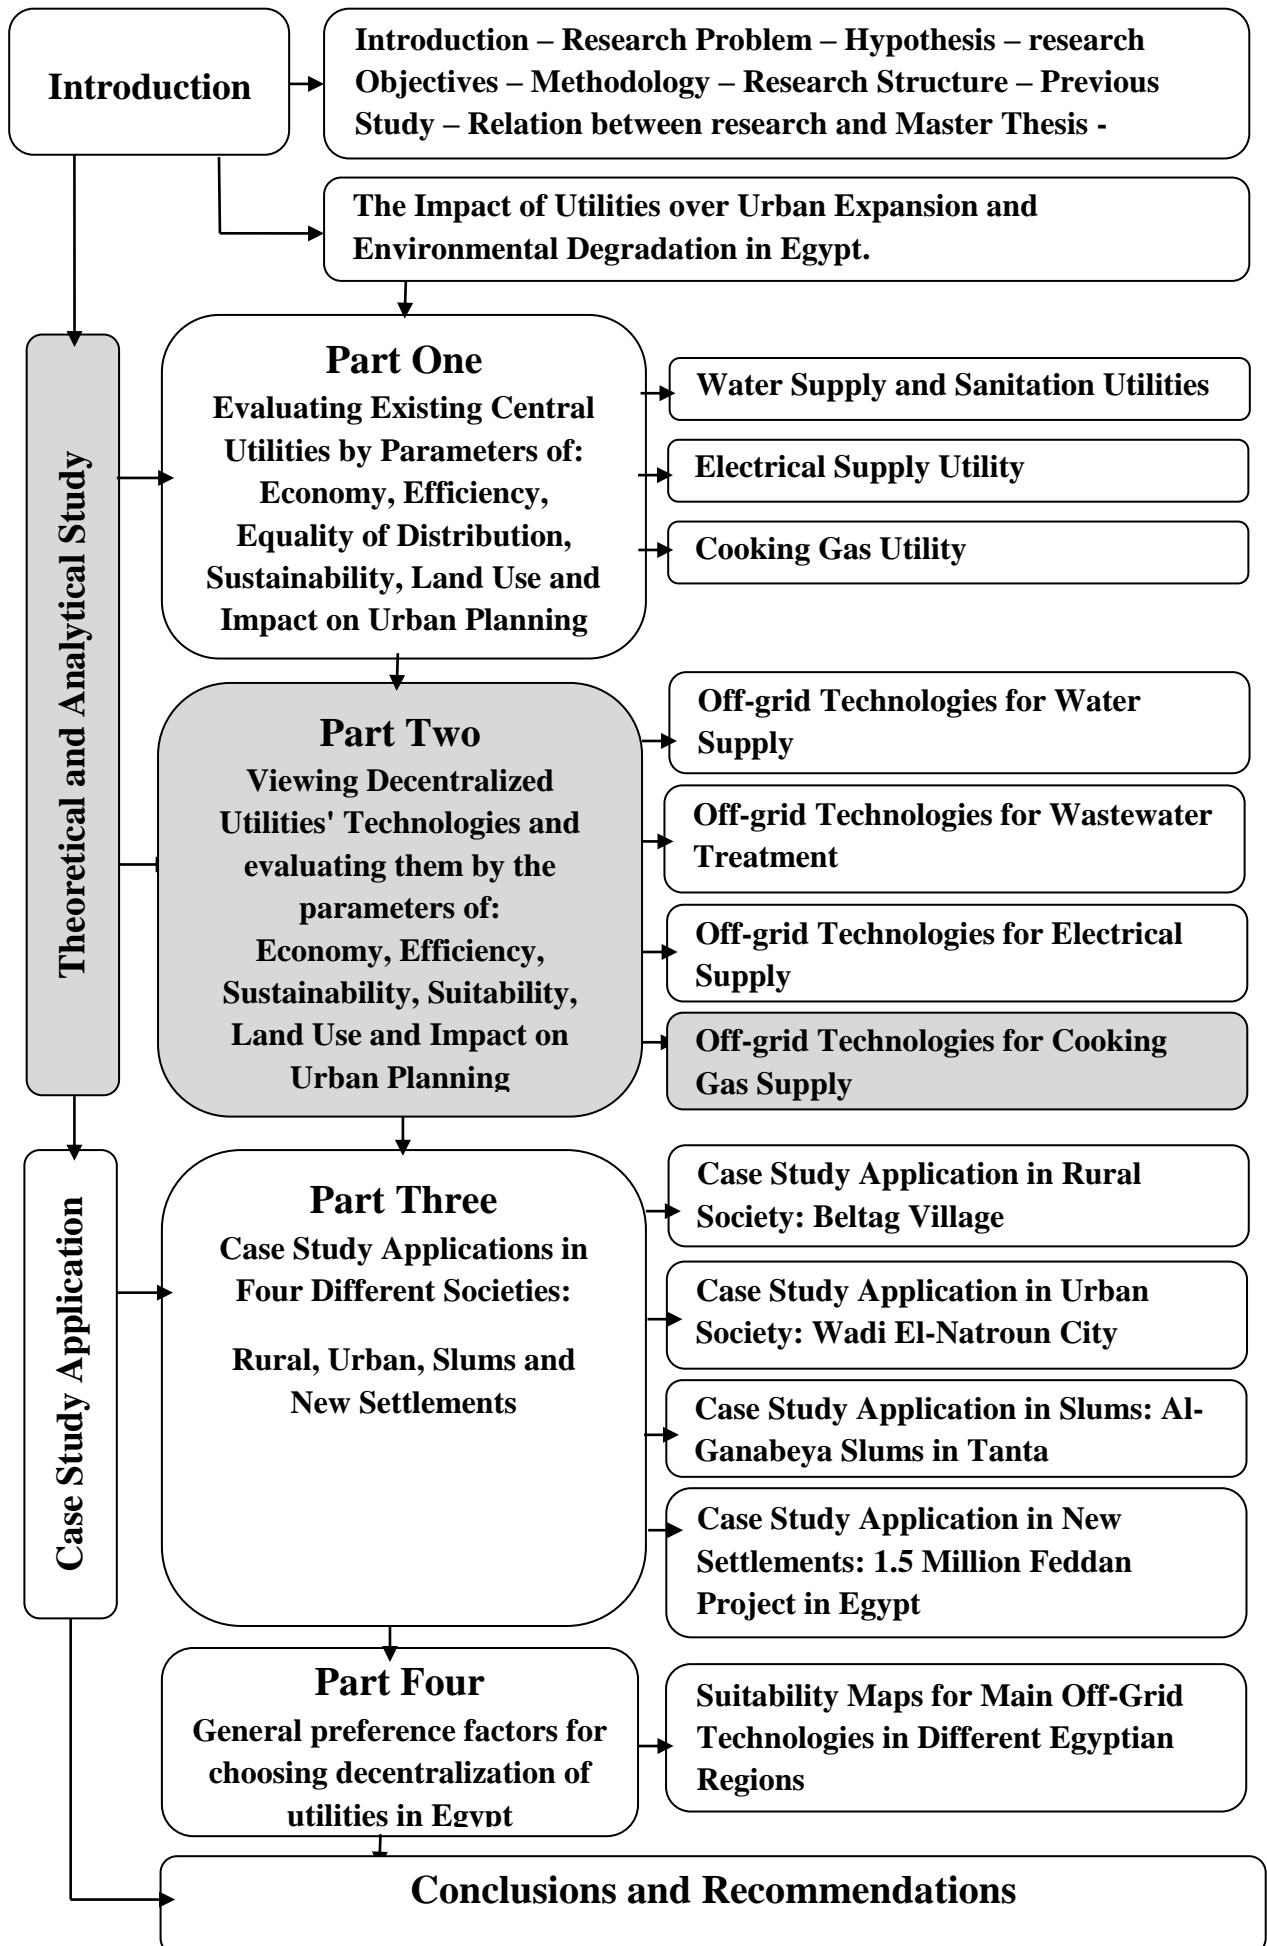 Introduction
Introduction – Research Problem – Hypothesis – research
Objectives – Methodology – Research Structure – Previous
Study – Relation between research and Master Thesis -
The Impact of Utilities over Urban Expansion and
Environmental Degradation in Egypt.
Theoretical and Analytical Study
Part One
Evaluating Existing Central
Utilities by Parameters of:
Economy, Efficiency,
Equality of Distribution,
Sustainability, Land Use and
Impact on Urban Planning
Water Supply and Sanitation Utilities
Electrical Supply Utility
Cooking Gas Utility
Part Two
Viewing Decentralized
Utilities' Technologies and
evaluating them by the
parameters of:
Economy, Efficiency,
Sustainability, Suitability,
Land Use and Impact on
Urban Planning
Off-grid Technologies for Water
Supply
Off-grid Technologies for Wastewater
Treatment
Off-grid Technologies for Electrical
Supply
Off-grid Technologies for Cooking
Gas Supply
Case Study Application
Part Three
Case Study Applications in
Four Different Societies:
Rural, Urban, Slums and
New Settlements
Case Study Application in Rural
Society: Beltag Village
Case Study Application in Urban
Society: Wadi El-Natroun City
Case Study Application in Slums: Al-
Ganabeya Slums in Tanta
Case Study Application in New
Settlements: 1.5 Million Feddan
Project in Egypt
Part Four
General preference factors for
choosing decentralization of
utilities in Egypt
Suitability Maps for Main Off-Grid
Technologies in Different Egyptian
Regions
Conclusions and Recommendations